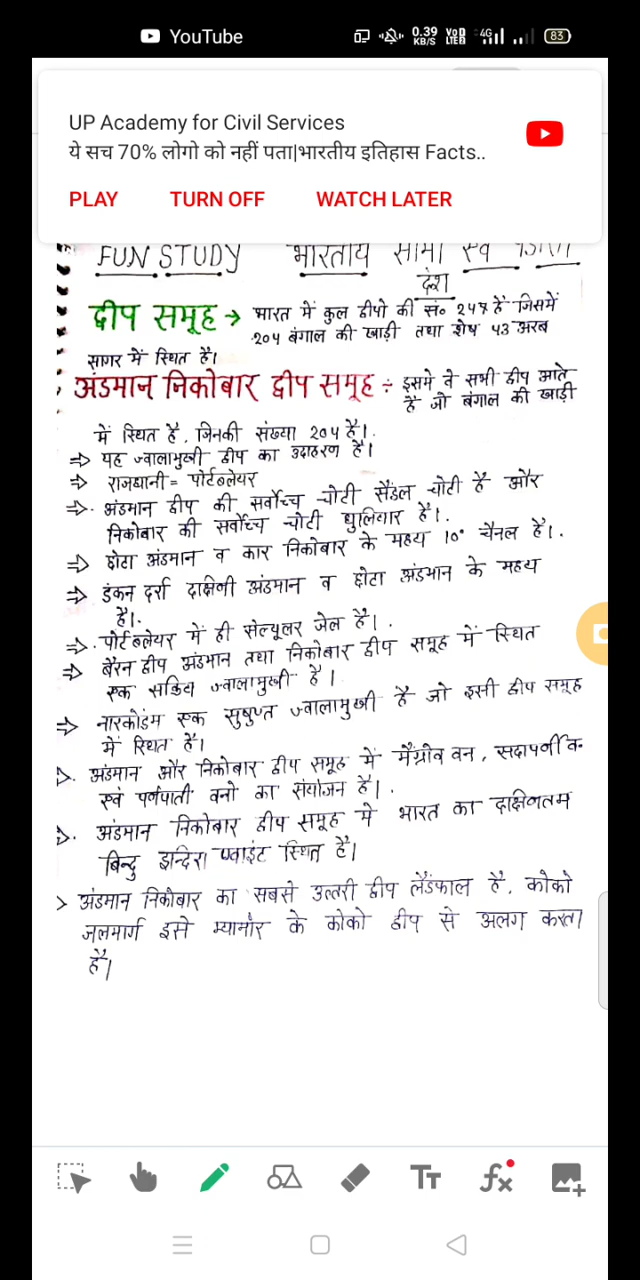 YouTube
0.39 KB/S
4G
83
UP Academy for Civil Services
ये सच 70% लोगो को नहीं पता|भारतीय इतिहास Facts..
PLAY TURN OFF WATCH LATER
FUN STUDY भारतीय
देश
द्वीप समूह → भारत में कुल द्वीपो की सं० 247 है जिसमें
204 बंगाल की खाड़ी तथा शेष 43 अरब
सागर में स्थित है।
अंडमान निकोबार द्वीप समूह ÷ इसमे वे सभी द्वीप आते
है जो बंगाल की खाड़ी
में स्थित है, जिनकी संख्या 204 है।
⇒ यह ज्वालामुखी द्वीप का उदाहरण है।
⇒ राजधानी = पोर्टब्लेयर
⇒ अंडमान द्वीप की सर्वोच्च चोटी सैडल चोटी है और
निकोबार की सर्वोच्च चोटी थुलियार है।
⇒ छोटा अंडमान व कार निकोबार के मध्य 10° चैनल है।
⇒ डंकन दर्रा दाक्षिनी अंडमान व छोटा अंडमान के मध्य
है।
⇒ पोर्टब्लेयर में ही सेल्यूलर जेल है।
⇒ बैरन द्वीप अंडमान तथा निकोबार द्वीप समूह में स्थित
एक सक्रिय ज्वालामुखी है।
⇒ नारकोंडम एक सुषुप्त ज्वालामुखी है जो इसी द्वीप समूह
में स्थित है।
>. अंडमान और निकोबार द्वीप समूह में मैंग्रोव वन, सदापर्नी व
एवं पर्णपाती वनो का संयोजन है।
>. अंडमान निकोबार द्वीप समूह मे भारत का दाक्षिणतम
बिन्दु इन्दिरा प्वाइंट स्थित है।
> अंडमान निकोबार का सबसे उत्तरी द्वीप लैंडफाल है, कोको
जलमार्ग इसे म्यामॉर के कोको द्वीप से अलग करता
है।
TT fx